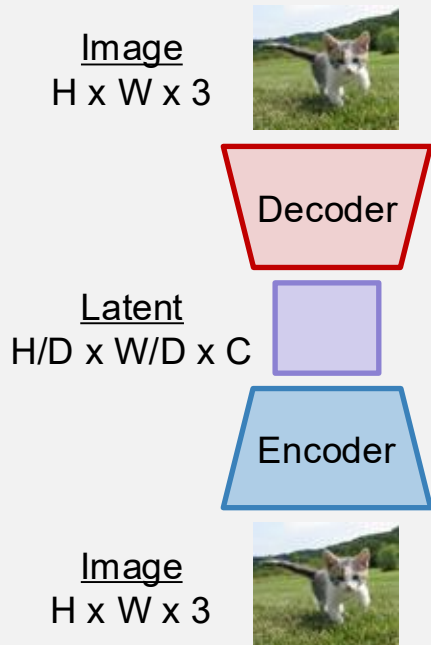 Image
H x W x 3
Decoder
Latent
H/D x W/D x C
Encoder
Image
H x W x 3